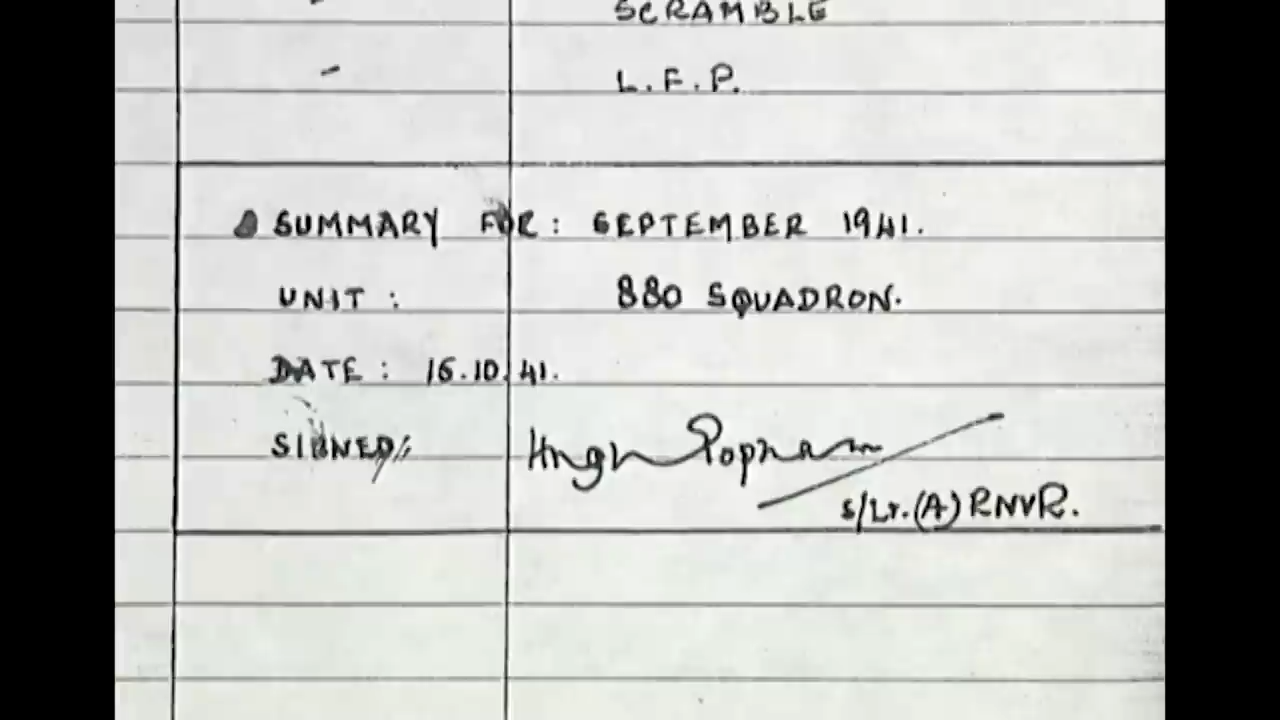 SCRAMBLE
- L.F.P.
SUMMARY FOR: SEPTEMBER 1941.
UNIT: 880 SQUADRON.
DATE: 16.10.41.
SIGNED// Hugh Popham
S/Lt. (A) RNVR.